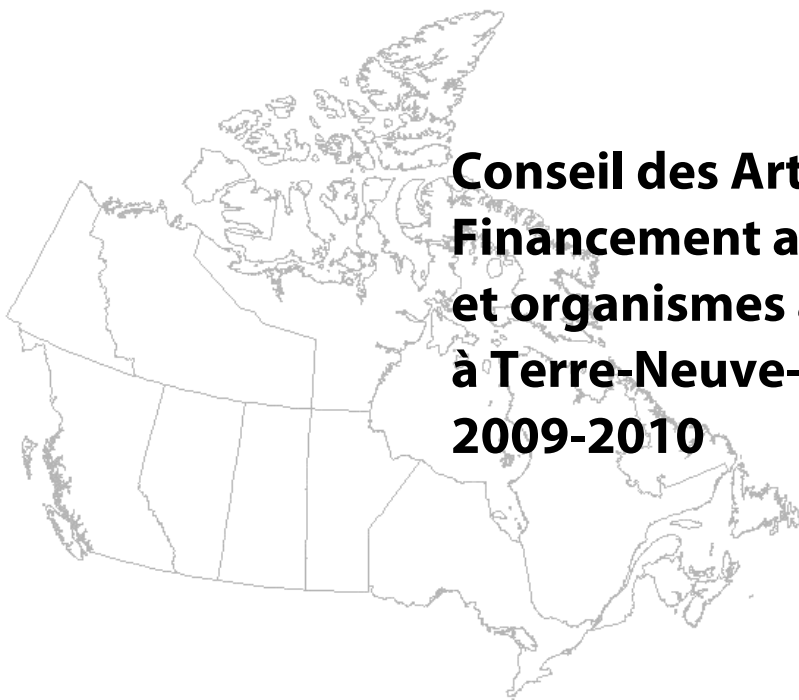 Conseil des Art
Financement a
et organismes a
à Terre-Neuve-
2009-2010